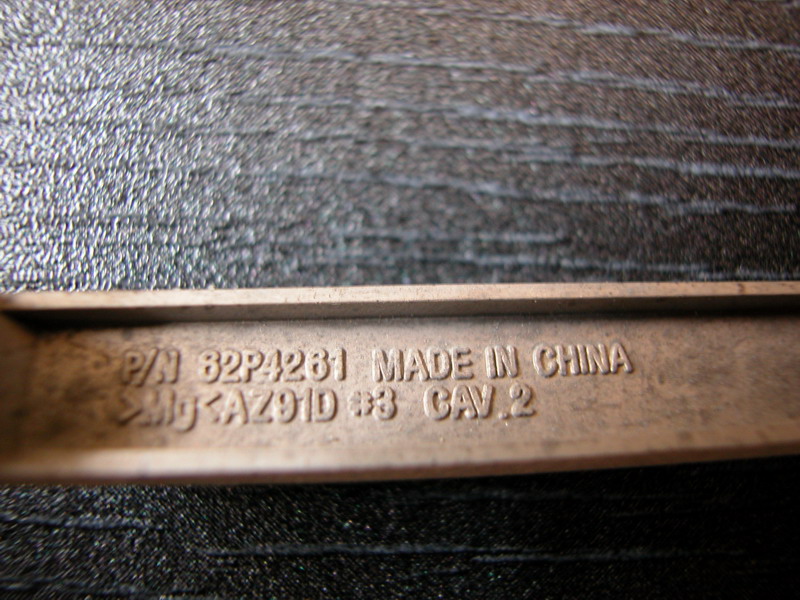 P/N 62P4261 MADE IN CHINA
>Mg<AZ91D #3 CAV.2